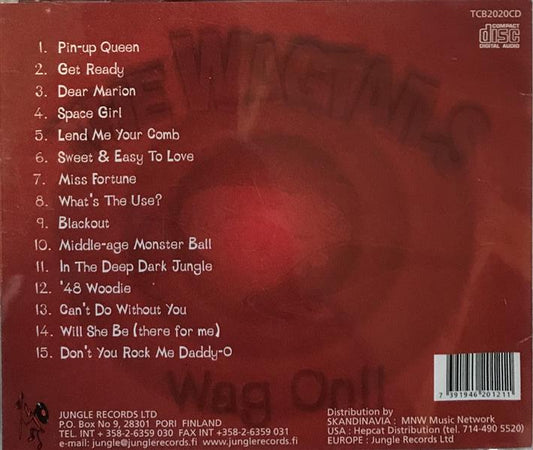 TCB2020CD
COMPACT
disc
DIGITAL AUDIO
THE WAGTAILS
1. Pin-up Queen
2. Get Ready
3. Dear Marion
4. Space Girl
5. Lend Me Your Comb
6. Sweet & Easy To Love
7. Miss Fortune
8. What's The Use?
9. Blackout
10. Middle-age Monster Ball
11. In The Deep Dark Jungle
12. '48 Woodie
13. Can't Do Without You
14. Will She Be (there for me)
15. Don't You Rock Me Daddy-O
Wag On!!
7 391946 201211
JUNGLE RECORDS LTD
P.O. Box No 9, 28301 PORI FINLAND
TEL. INT + 358-2-6359 030 FAX INT +358-2-6359 031
e-mail: jungle@junglerecords.fi www.junglerecords.fi
Distribution by
SKANDINAVIA : MNW Music Network
USA : Hepcat Distribution (tel. 714-490 5520)
EUROPE : Jungle Records Ltd